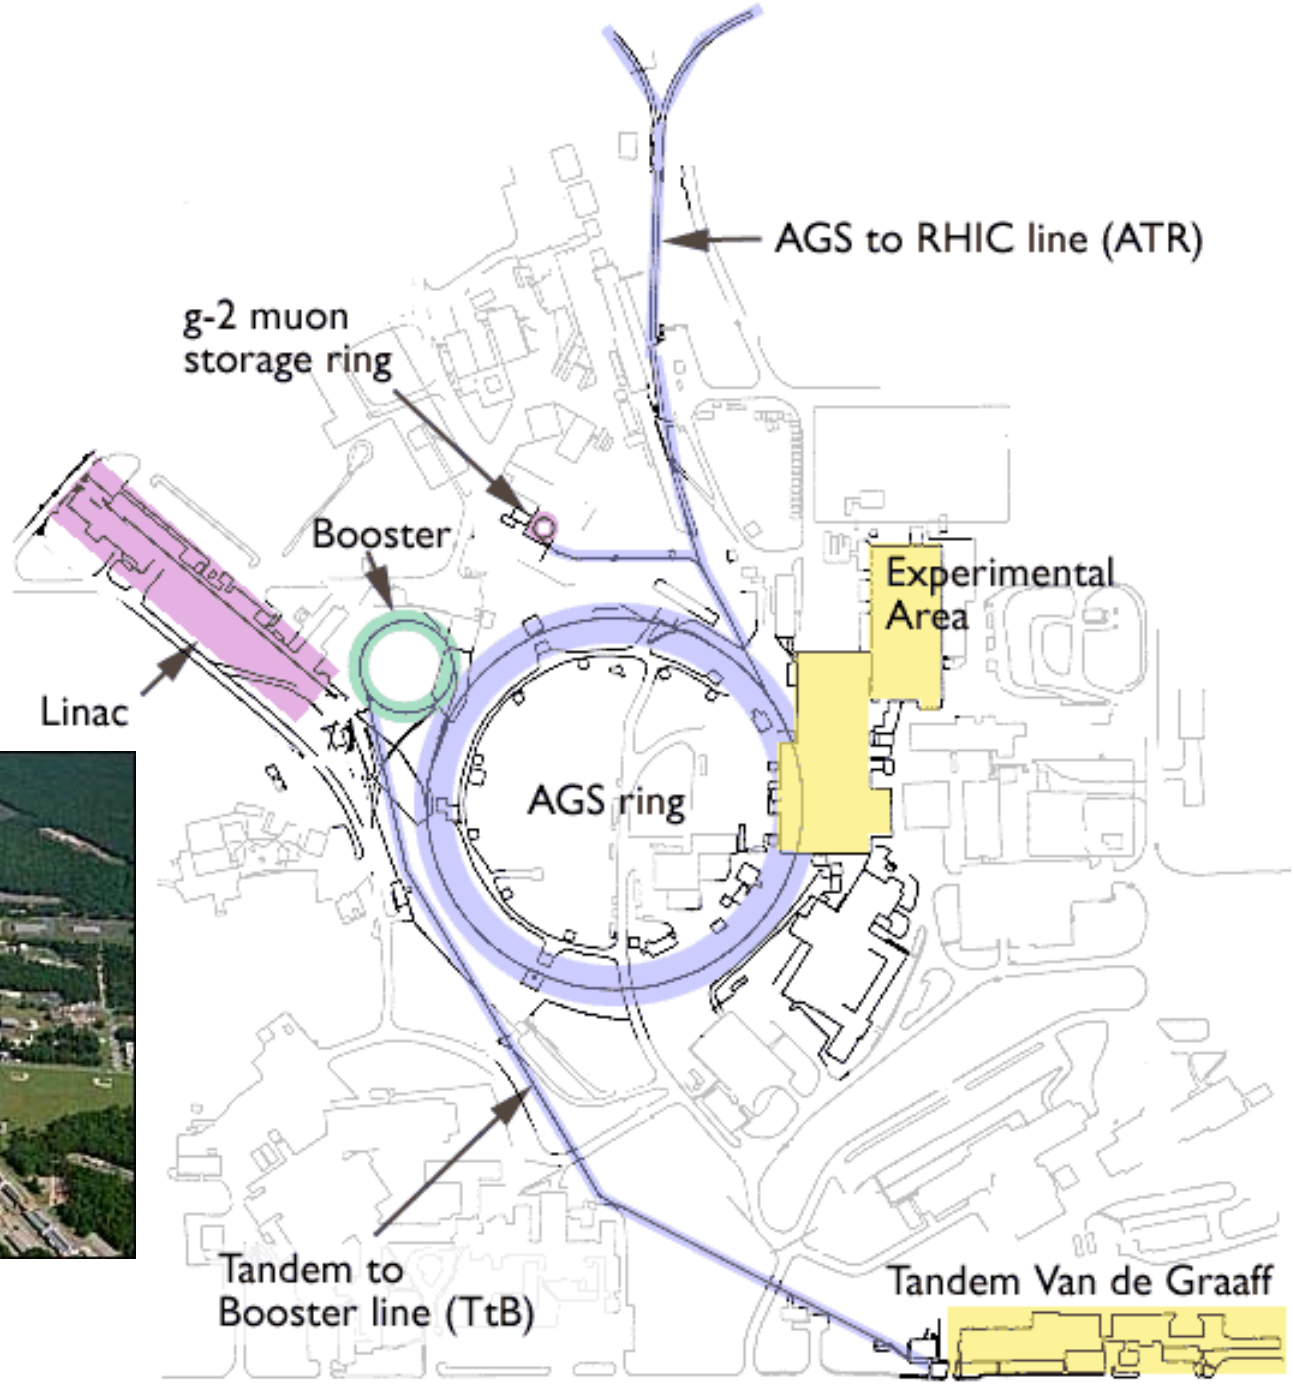 AGS to RHIC line (ATR)
g-2 muon
storage ring
Booster
Experimental
Area
Linac
AGS ring
Tandem to
Booster line (TtB)
Tandem Van de Graaff